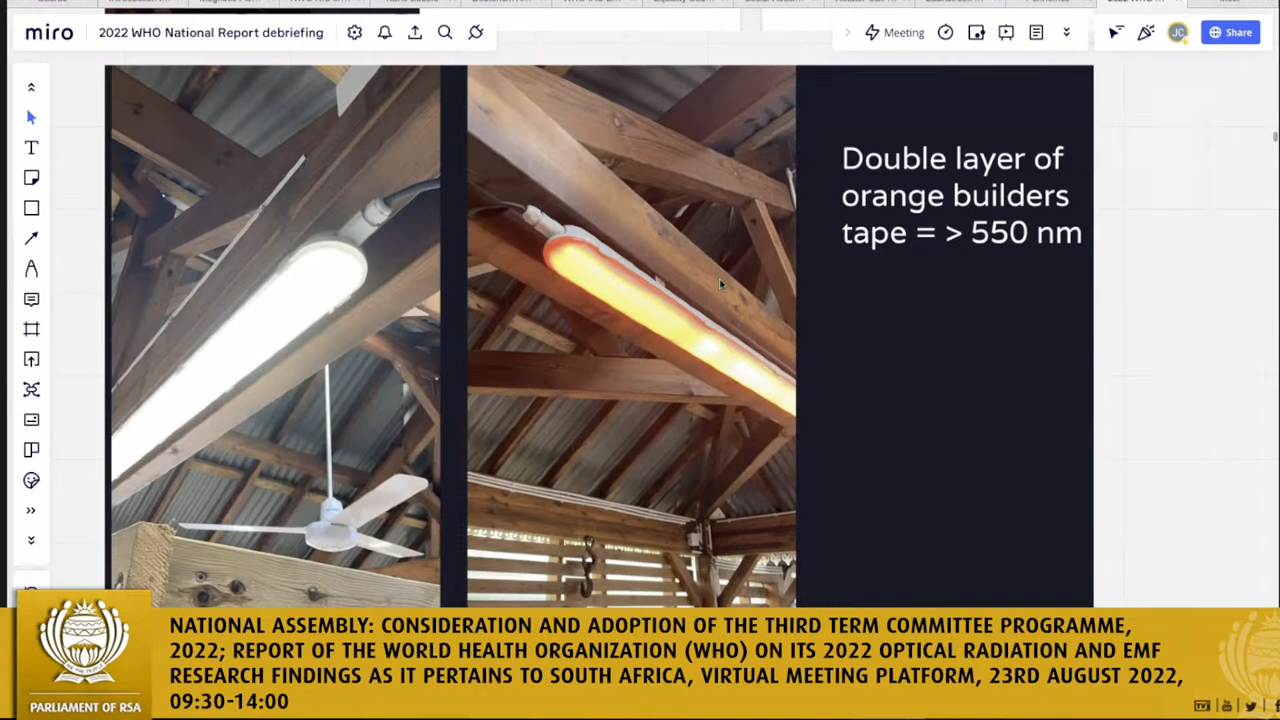 miro
2022 WHO National Report debriefing
Meeting
JC
Share
Double layer of
orange builders
tape = > 550 nm
NATIONAL ASSEMBLY: CONSIDERATION AND ADOPTION OF THE THIRD TERM COMMITTEE PROGRAMME,
2022; REPORT OF THE WORLD HEALTH ORGANIZATION (WHO) ON ITS 2022 OPTICAL RADIATION AND EMF
RESEARCH FINDINGS AS IT PERTAINS TO SOUTH AFRICA, VIRTUAL MEETING PLATFORM, 23RD AUGUST 2022,
09:30-14:00
PARLIAMENT OF RSA